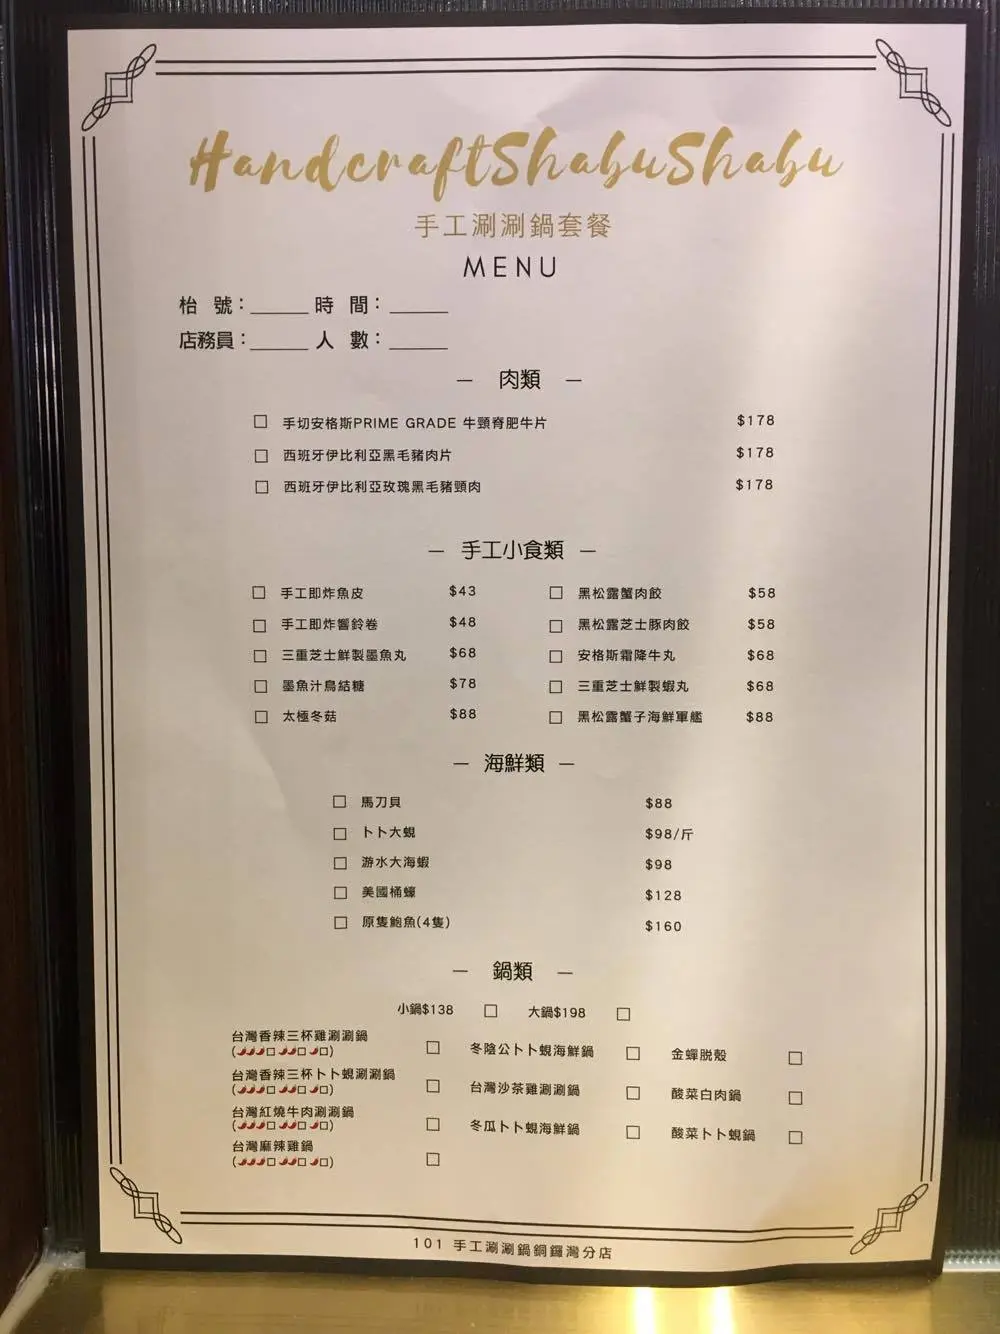 HandcraftShabuShabu
手工涮涮鍋套餐
MENU
枱 號：______ 時 間：______
店務員：______ 人 數：______
— 肉類 —
□ 手切安格斯PRIME GRADE 牛頸脊肥牛片 $178
□ 西班牙伊比利亞黑毛豬肉片 $178
□ 西班牙伊比利亞玫瑰黑毛豬頸肉 $178
— 手工小食類 —
□ 手工即炸魚皮 $43 □ 黑松露蟹肉餃 $58
□ 手工即炸響鈴卷 $48 □ 黑松露芝士豚肉餃 $58
□ 三重芝士鮮製墨魚丸 $68 □ 安格斯霜降牛丸 $68
□ 墨魚汁鳥結糖 $78 □ 三重芝士鮮製蝦丸 $68
□ 太極冬菇 $88 □ 黑松露蟹子海鮮軍艦 $88
— 海鮮類 —
□ 馬刀貝 $88
□ 卜卜大蜆 $98/斤
□ 游水大海蝦 $98
□ 美國桶蠔 $128
□ 原隻鮑魚(4隻) $160
— 鍋類 —
小鍋$138 □ 大鍋$198 □
台灣香辣三杯雞涮涮鍋 □ 冬陰公卜卜蜆海鮮鍋 □ 金蟬脱殼 □
台灣香辣三杯卜卜蜆涮涮鍋 □ 台灣沙茶雞涮涮鍋 □ 酸菜白肉鍋 □
台灣紅燒牛肉涮涮鍋 □ 冬瓜卜卜蜆海鮮鍋 □ 酸菜卜卜蜆鍋 □
台灣麻辣雞鍋 □
101 手工涮涮鍋銅鑼灣分店